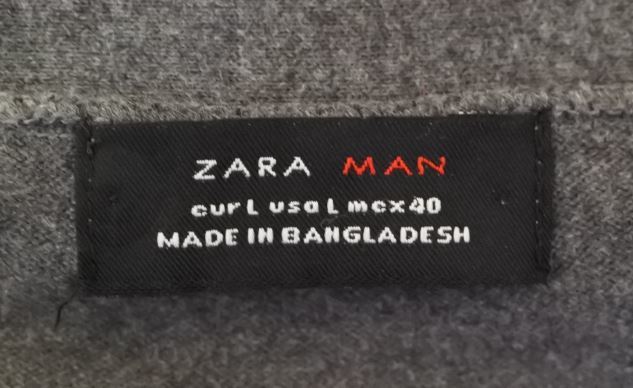 ZARA MAN
eur L usa L mex 40
MADE IN BANGLADESH